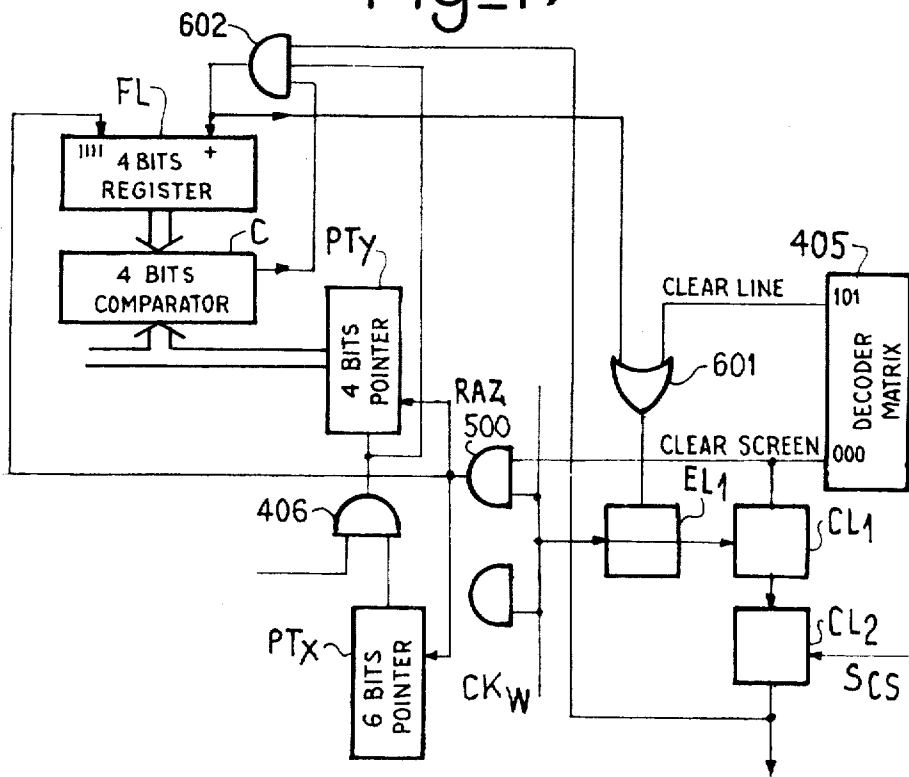 602
FL
1111 +
4 BITS
REGISTER
C
4 BITS
COMPARATOR
PTy
4 BITS
POINTER
405
CLEAR LINE
101
DECODER
MATRIX
601
RAZ
500
CLEAR SCREEN
000
EL1
406
CL1
PTx
6 BITS
POINTER
CKW
CL2
SCS